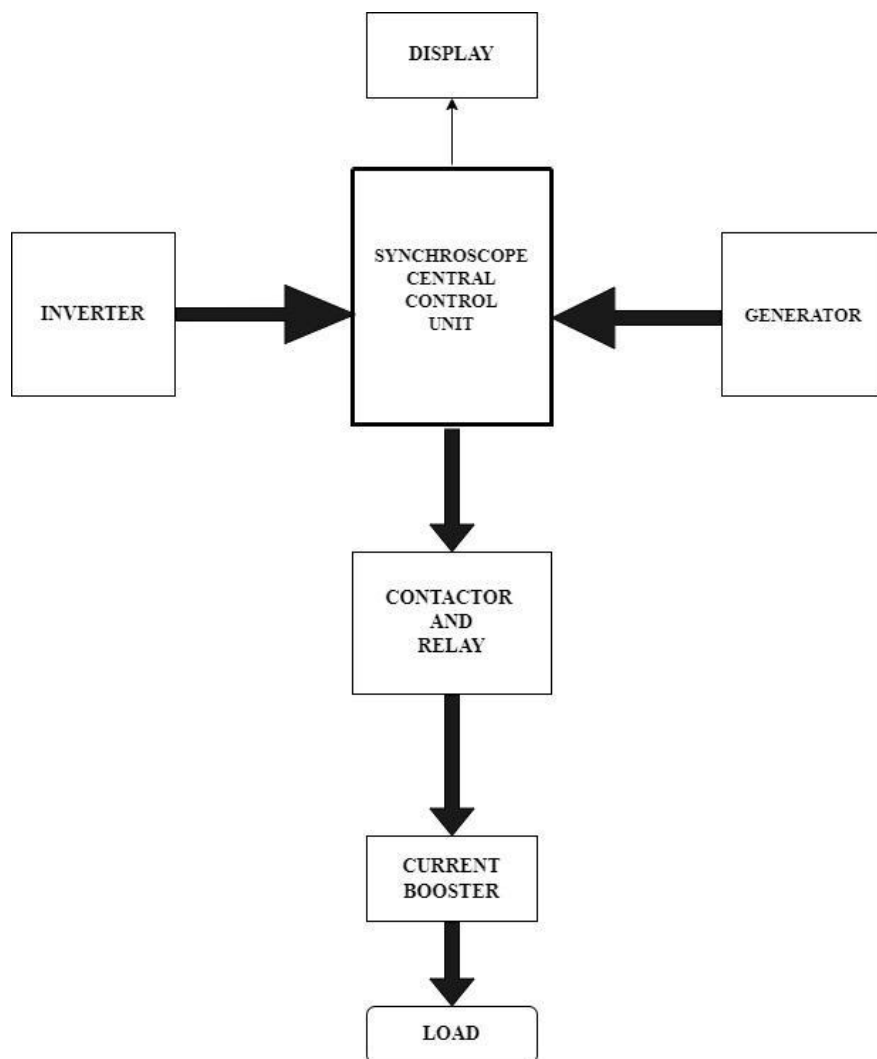 DISPLAY
SYNCHROSCOPE
CENTRAL
CONTROL
UNIT
INVERTER
GENERATOR
CONTACTOR
AND
RELAY
CURRENT
BOOSTER
LOAD